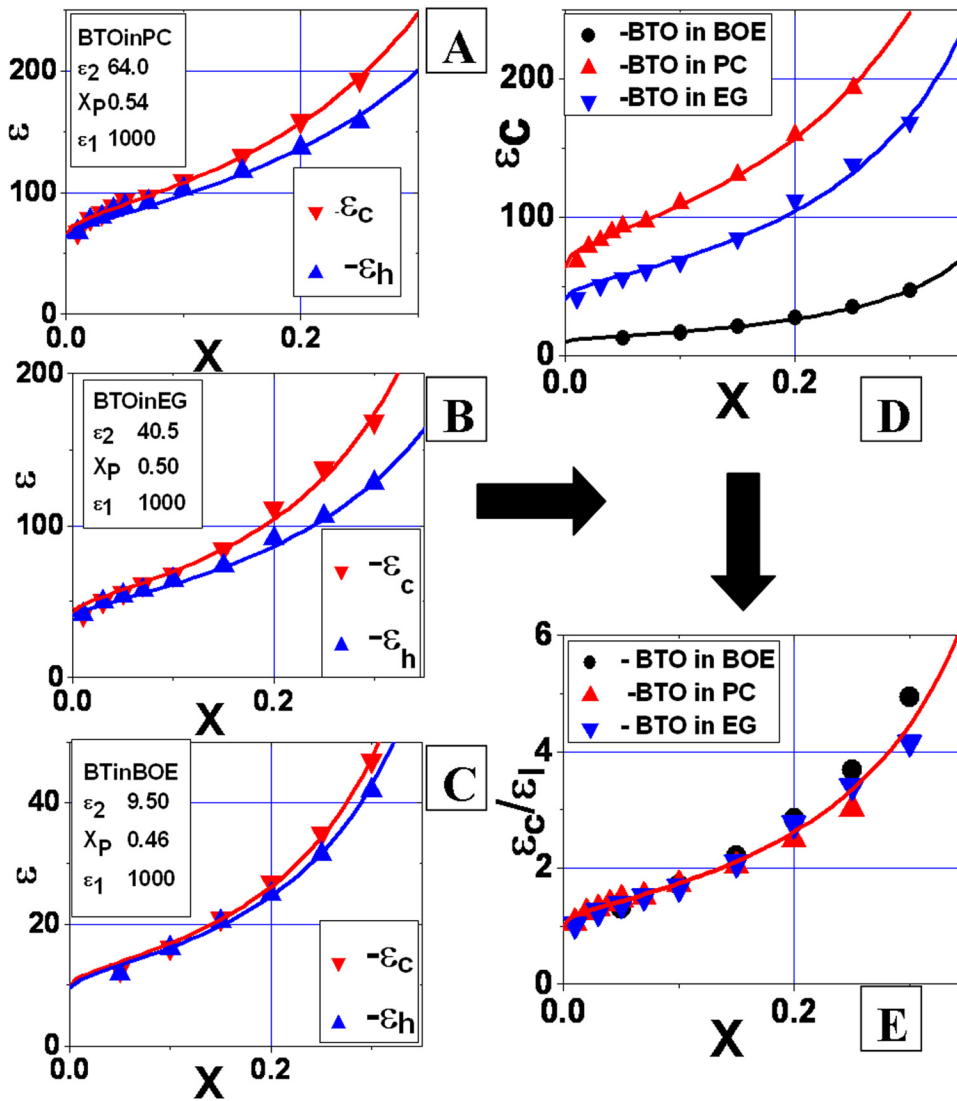 BTOinPC
ε2 64.0
XP 0.54
ε1 1000
A
-εc
-εh
ε
200
100
0
0.0
0.2
X
BTOinEG
ε2 40.5
XP 0.50
ε1 1000
B
-εc
-εh
ε
200
100
0
0.0
0.2
X
BTinBOE
ε2 9.50
XP 0.46
ε1 1000
C
-εc
-εh
ε
40
20
0
0.0
0.2
X
-BTO in BOE
-BTO in PC
-BTO in EG
εC
200
100
0
0.0
0.2
X
D
- BTO in BOE
-BTO in PC
- BTO in EG
εc/εl
6
4
2
0
0.0
0.2
X
E